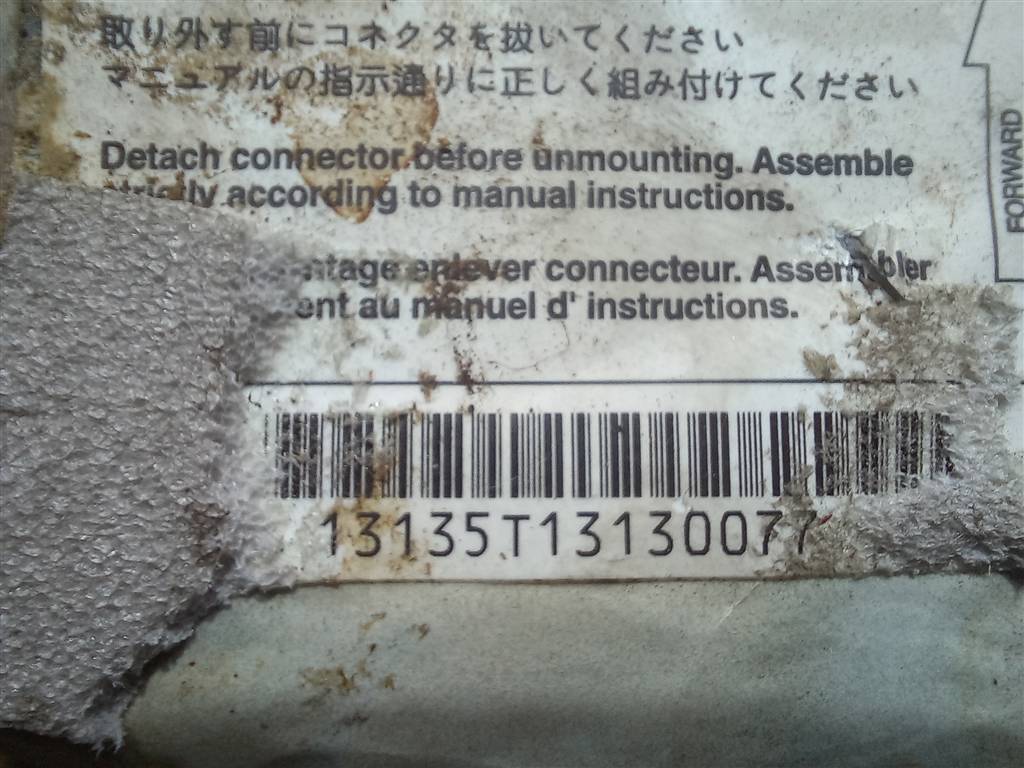 取り外す前にコネクタを抜いてください
マニュアルの指示通りに正しく組み付けてください
Detach connector before unmounting. Assemble
according to manual instructions.
enlever connecteur. Assembler
au manuel d' instructions.
13135T13130077
FORWARD